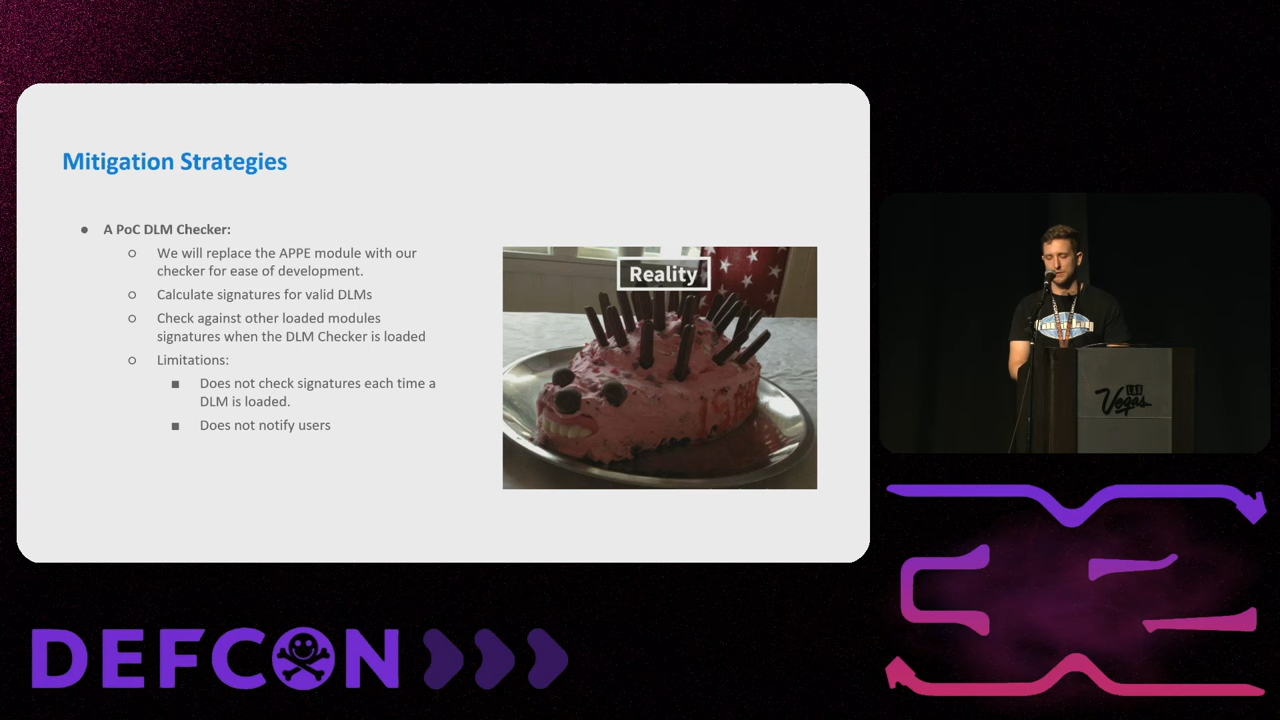 Mitigation Strategies
● A PoC DLM Checker:
○ We will replace the APPE module with our
checker for ease of development.
○ Calculate signatures for valid DLMs
○ Check against other loaded modules
signatures when the DLM Checker is loaded
○ Limitations:
■ Does not check signatures each time a
DLM is loaded.
■ Does not notify users
Reality
LAS
Vegas
DEFCON